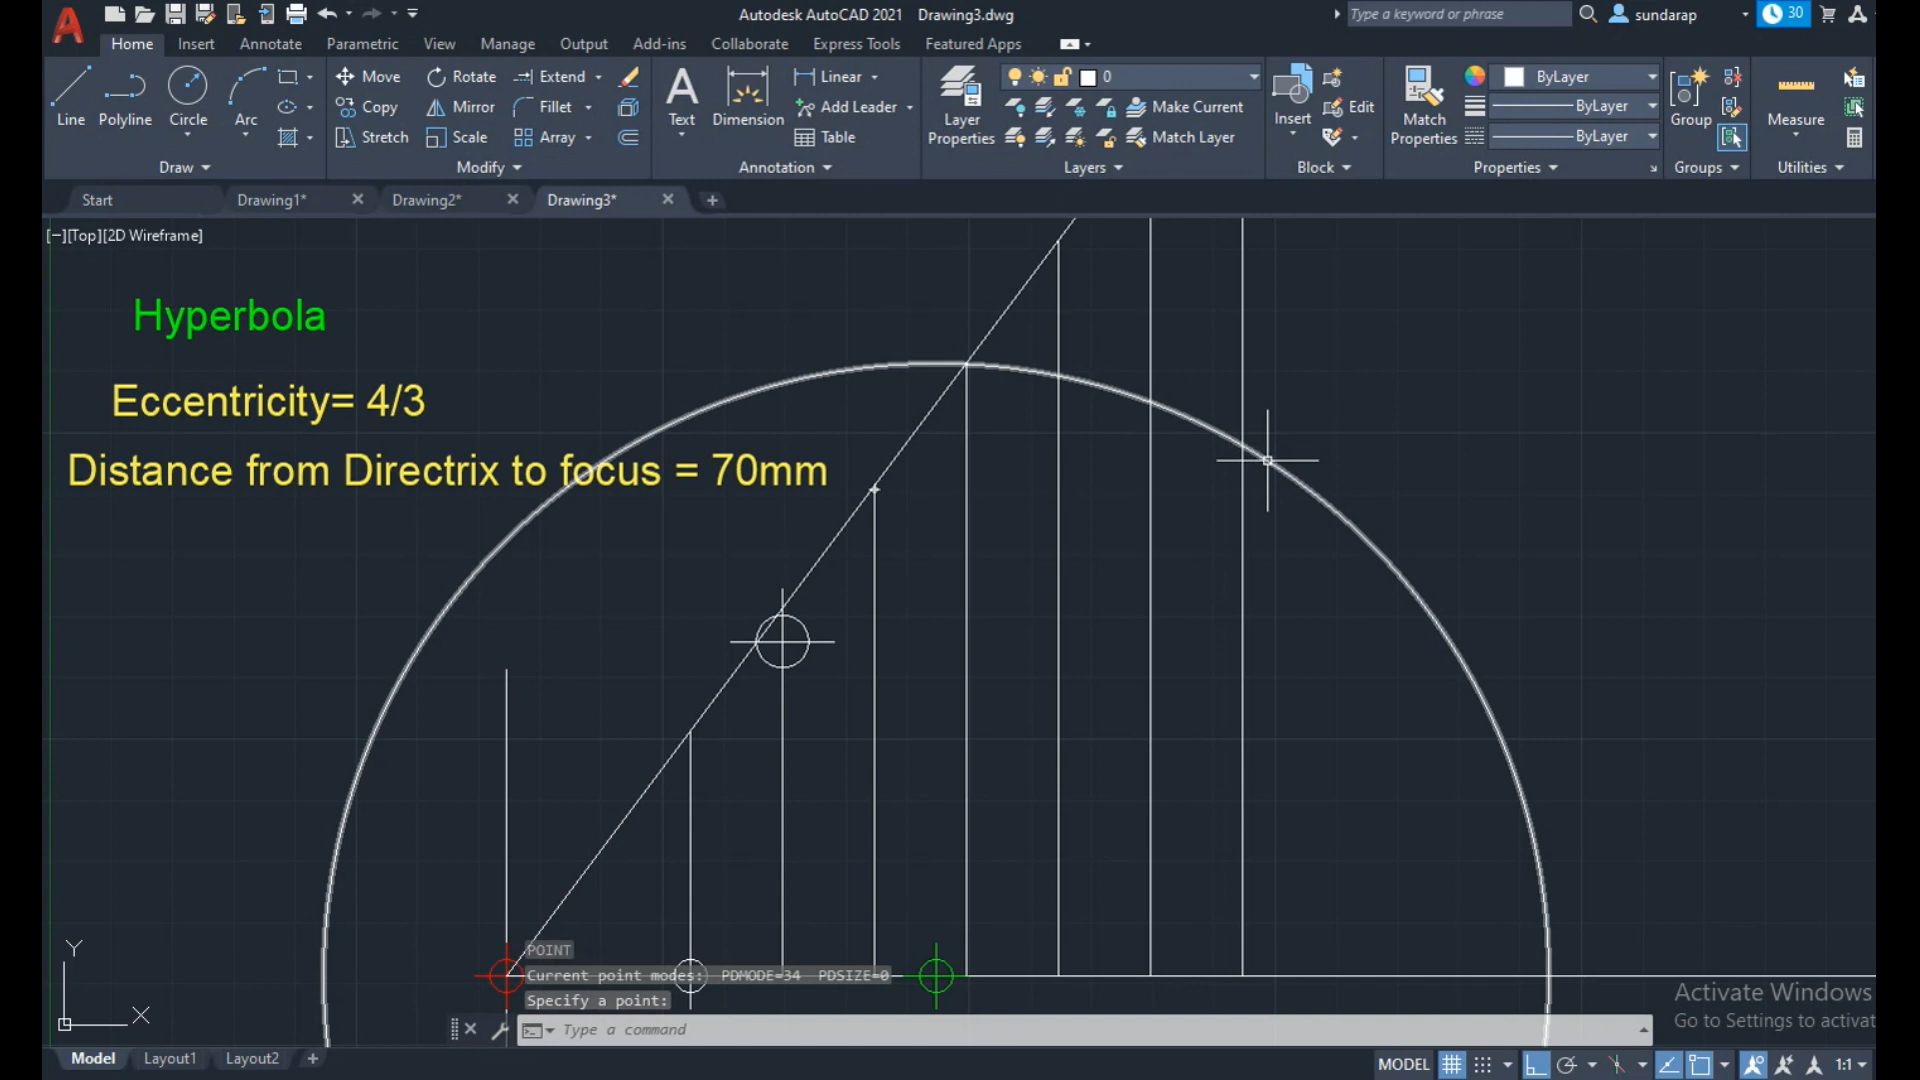 Autodesk AutoCAD 2021 Drawing3.dwg
Type a keyword or phrase
sundarap
30
Home Insert Annotate Parametric View Manage Output Add-ins Collaborate Express Tools Featured Apps
Line Polyline Circle Arc
Move Rotate Extend
Copy Mirror Fillet
Stretch Scale Array
Text Dimension
Linear
Add Leader
Table
Layer Properties
0
Make Current
Match Layer
Insert
Edit
Match Properties
ByLayer
ByLayer
ByLayer
Group
Measure
Draw Modify Annotation Layers Block Properties Groups Utilities
Start Drawing1* Drawing2* Drawing3*
[−][Top][2D Wireframe]
Hyperbola
Eccentricity= 4/3
Distance from Directrix to focus = 70mm
POINT
Current point modes: PDMODE=34 PDSIZE=0
Specify a point:
Type a command
Y
X
Activate Windows
Go to Settings to activat
Model Layout1 Layout2
MODEL
1:1